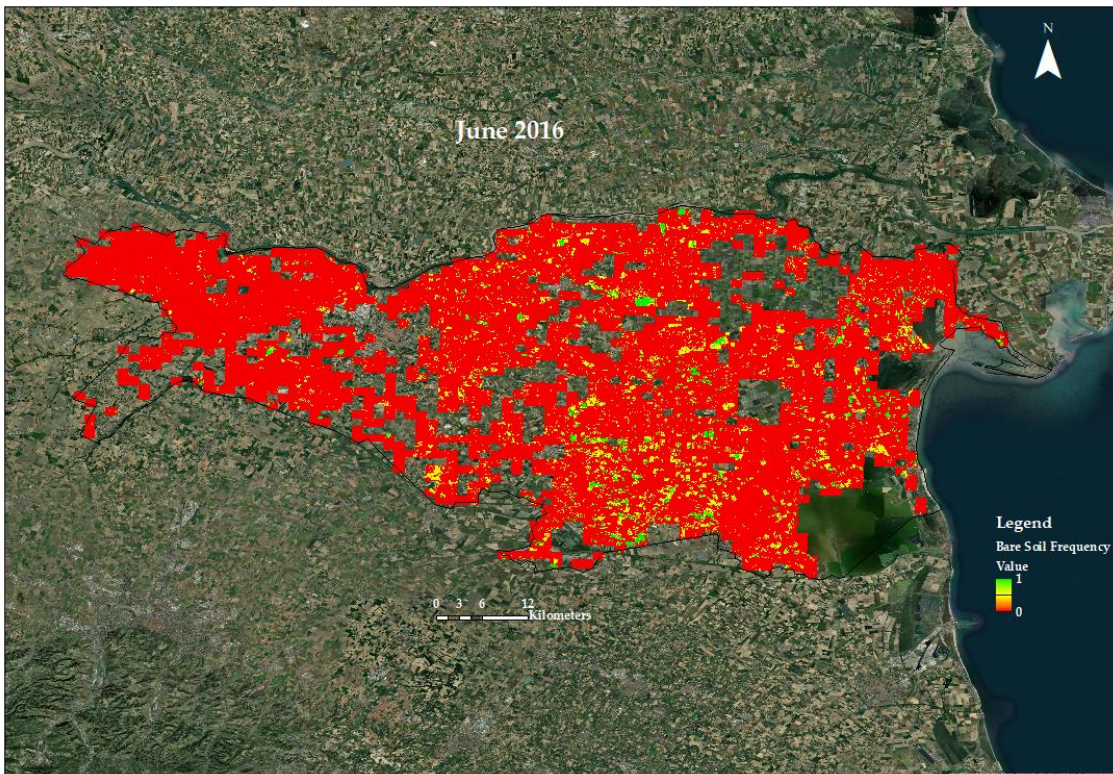 N
June 2016
Legend
Bare Soil Frequency
Value
1
0
0 3 6 12
Kilometers